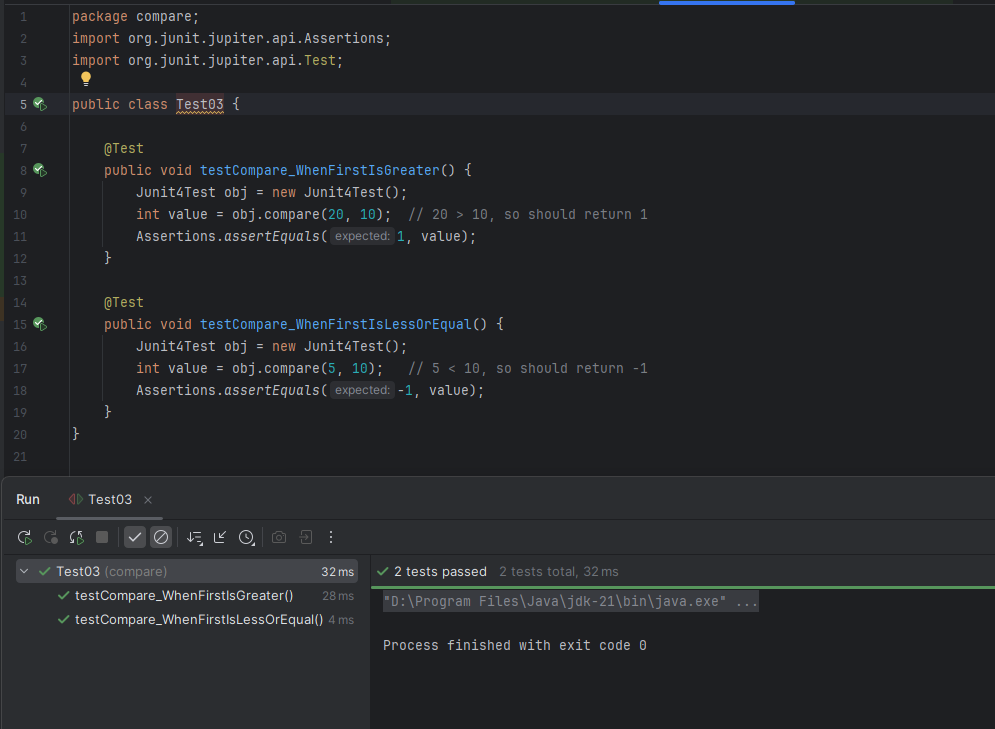 1 package compare;
2 import org.junit.jupiter.api.Assertions;
3 import org.junit.jupiter.api.Test;
4
5 public class Test03 {
6
7 @Test
8 public void testCompare_WhenFirstIsGreater() {
9 Junit4Test obj = new Junit4Test();
10 int value = obj.compare(20, 10);  // 20 > 10, so should return 1
11 Assertions.assertEquals( expected: 1, value);
12 }
13
14 @Test
15 public void testCompare_WhenFirstIsLessOrEqual() {
16 Junit4Test obj = new Junit4Test();
17 int value = obj.compare(5, 10);   // 5 < 10, so should return -1
18 Assertions.assertEquals( expected: -1, value);
19 }
20 }
21
Run Test03
Test03 (compare) 32 ms
testCompare_WhenFirstIsGreater() 28 ms
testCompare_WhenFirstIsLessOrEqual() 4 ms
2 tests passed 2 tests total, 32 ms
"D:\Program Files\Java\jdk-21\bin\java.exe" ...
Process finished with exit code 0